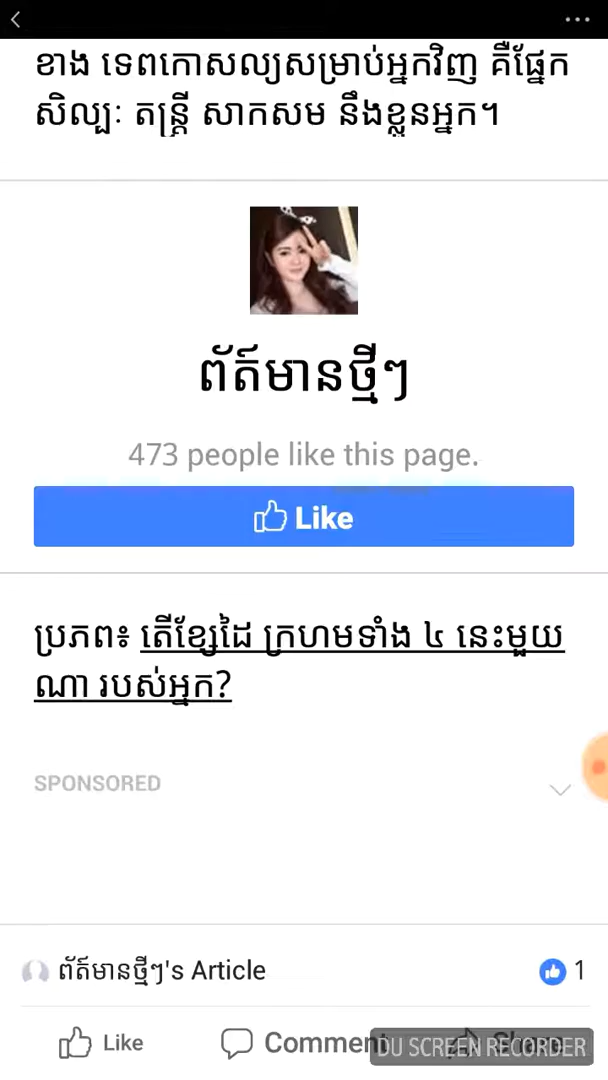 ខាង ទេពកោសល្យសម្រាប់អ្នកវិញ គឺផ្នែក
សិល្បៈ តន្ត្រី សាកសម នឹងខ្លួនអ្នក។
ព័ត៍មានថ្មីៗ
473 people like this page.
Like
ប្រភព៖ តើខ្សែដៃ ក្រហមទាំង ៤ នេះមួយ
ណា របស់អ្នក?
SPONSORED
ព័ត៍មានថ្មីៗ's Article
1
Like Comment Share
DU SCREEN RECORDER